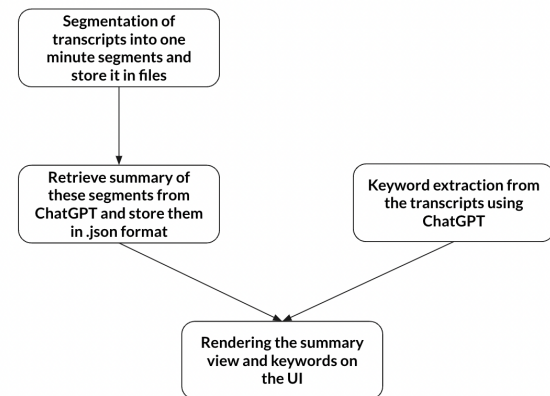 Segmentation of
transcripts into one
minute segments and
store it in files
Retrieve summary of
these segments from
ChatGPT and store them
in .json format
Keyword extraction from
the transcripts using
ChatGPT
Rendering the summary
view and keywords on
the UI